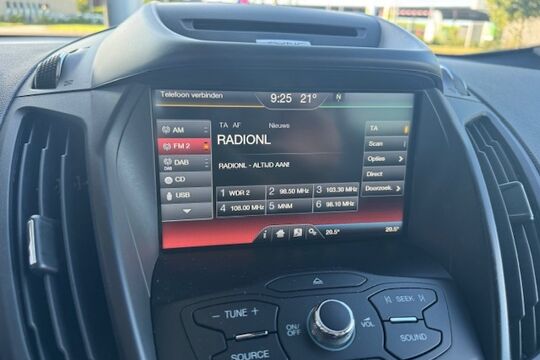 Telefoon verbinden
9:25 21° N
TA AF Nieuws
RADIONL
RADIONL - ALTIJD AAN!
AM
FM 2
DAB
CD
USB
TA
Scan
Opties
Direct
Doorzoek.
1 WDR 2 2 98.50 MHz 3 103.30 MHz
4 108.00 MHz 5 MNM 6 98.10 MHz
20.5° 20.5°
- TUNE +
SOURCE
ON/OFF
VOL
SEEK
SOUND